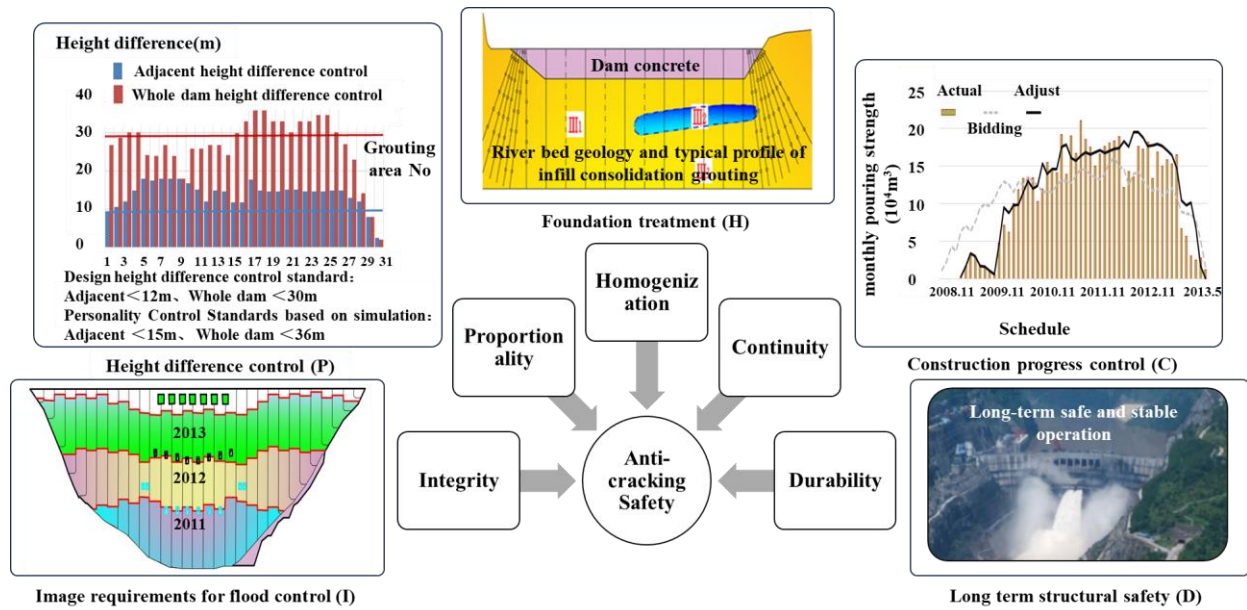 Height difference(m)
Adjacent height difference control
Whole dam height difference control
40
30
20
10
0
Grouting
area No
1 3 5 7 9 11 13 15 17 19 21 23 25 27 29 31
Design height difference control standard：
Adjacent＜12m、Whole dam ＜30m
Personality Control Standards based on simulation：
Adjacent ＜15m、Whole dam ＜36m
Height difference control (P)
Dam concrete
Ⅲ₁
Ⅲ₂
River bed geology and typical profile of
infill consolidation grouting
Foundation treatment (H)
monthly pouring strength
(10⁴m³)
25
20
15
10
5
0
Actual
Adjust
Bidding
2008.11 2009.11 2010.11 2011.11 2012.11 2013.5
Schedule
Construction progress control (C)
2013
2012
2011
Image requirements for flood control (I)
Integrity
Proportion
ality
Homogeniz
ation
Continuity
Durability
Anti-
cracking
Safety
Long-term safe and stable
operation
Long term structural safety (D)